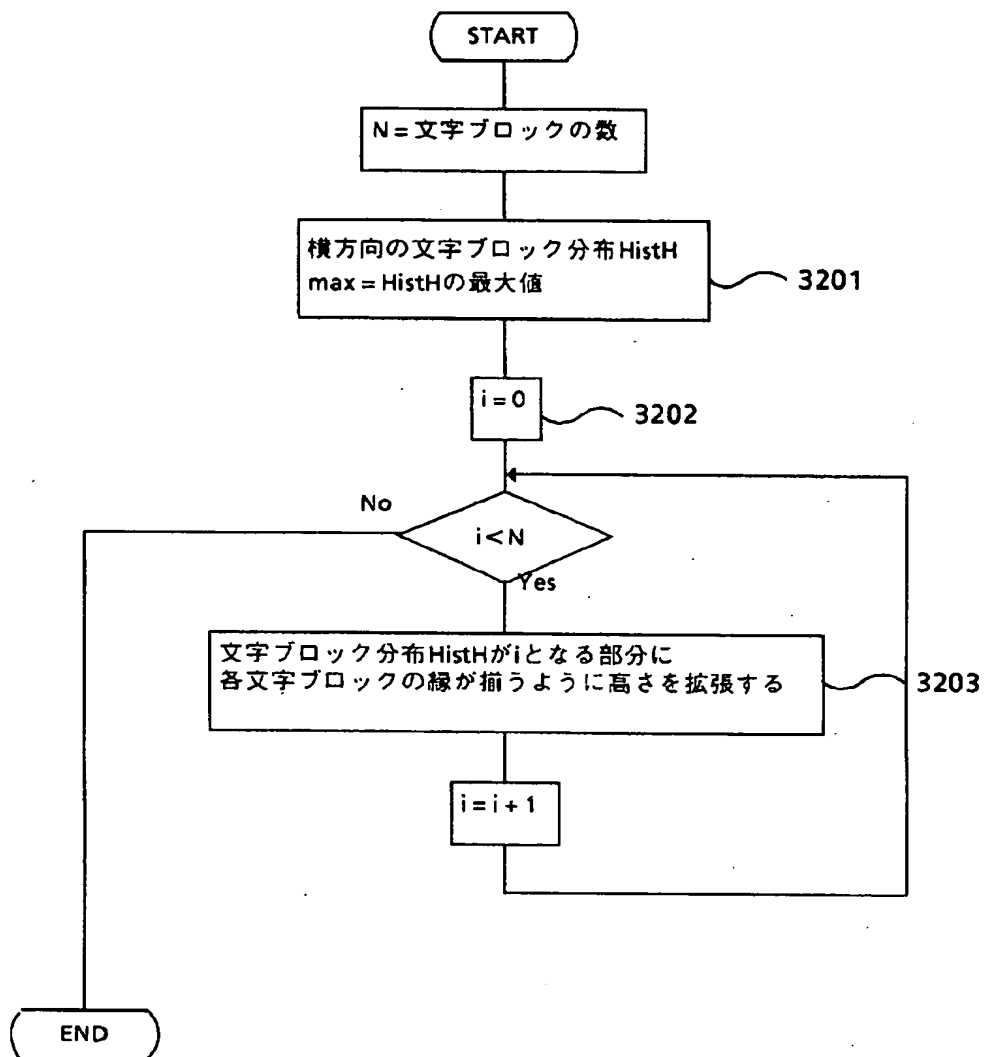 START
N=文字ブロックの数
横方向の文字ブロック分布HistH
max=HistHの最大値
3201
i=0
3202
No
i<N
Yes
文字ブロック分布HistHがiとなる部分に
各文字ブロックの縁が揃うように高さを拡張する
3203
i=i+1
END